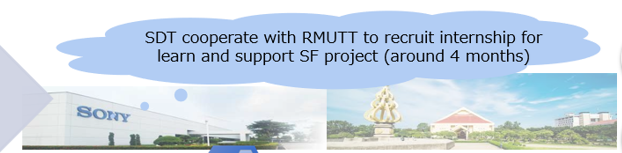 SDT cooperate with RMUTT to recruit internship for
learn and support SF project (around 4 months)
SONY